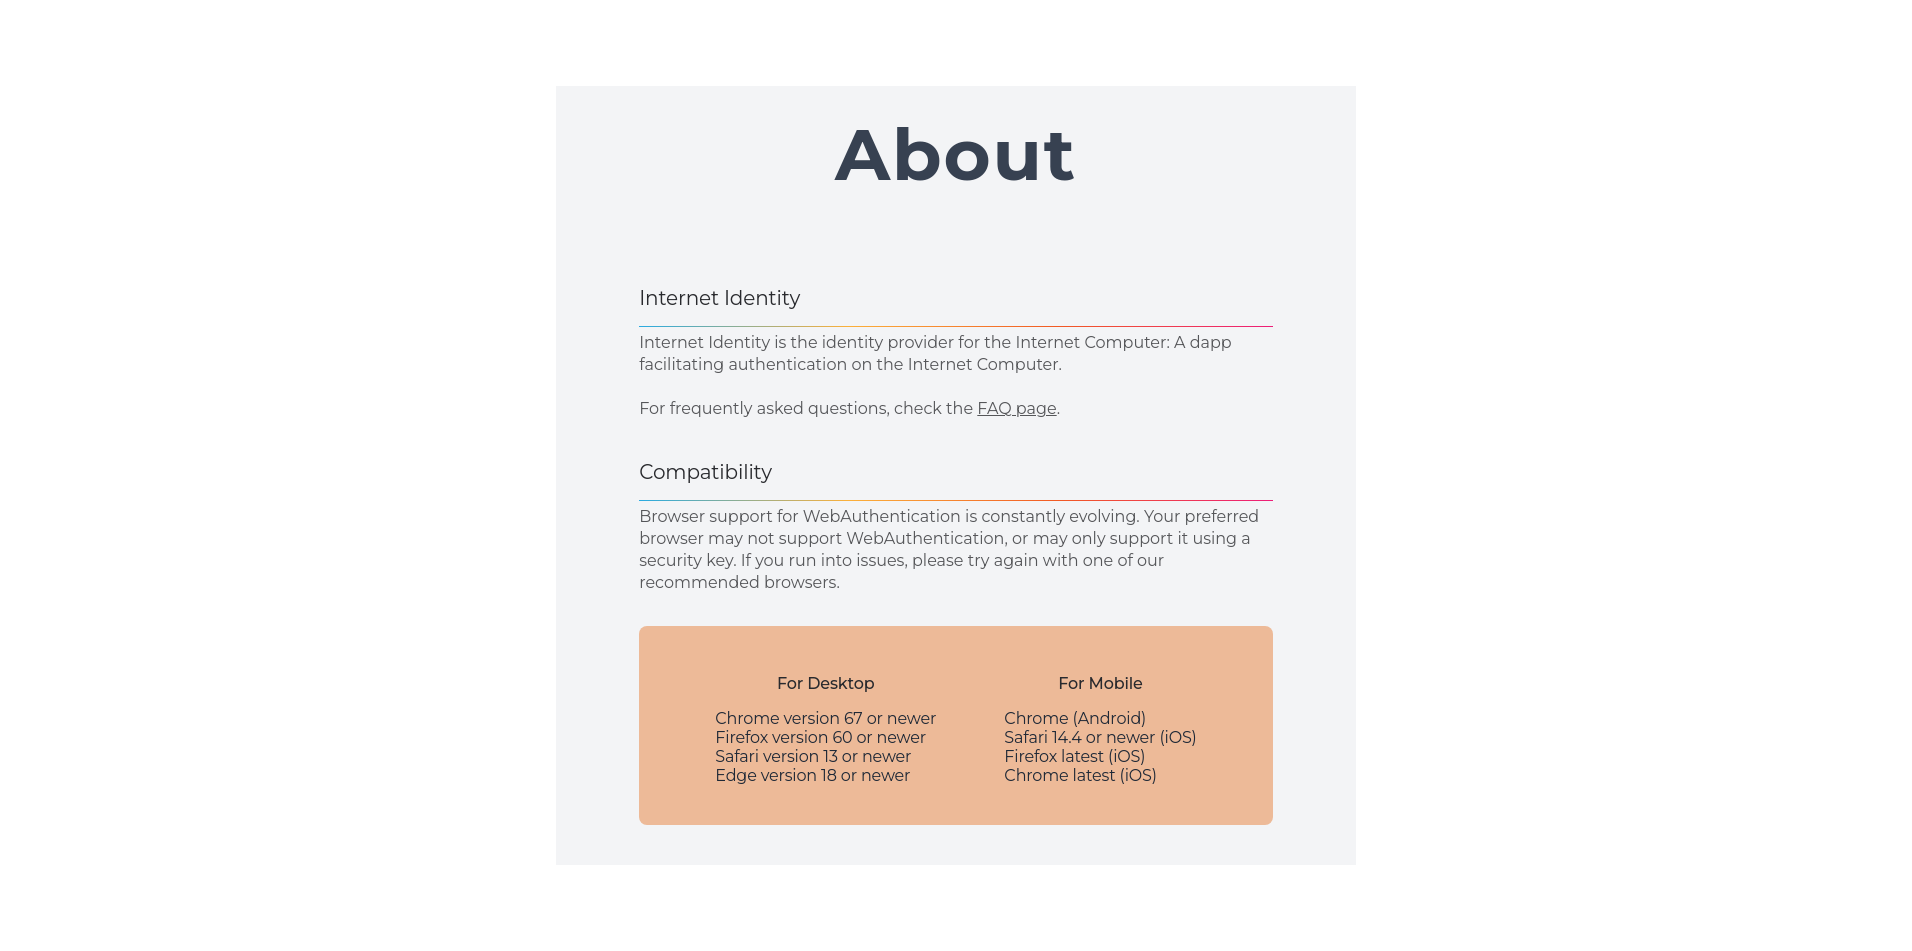 About
Internet Identity
Internet Identity is the identity provider for the Internet Computer: A dapp
facilitating authentication on the Internet Computer.
For frequently asked questions, check the FAQ page.
Compatibility
Browser support for WebAuthentication is constantly evolving. Your preferred
browser may not support WebAuthentication, or may only support it using a
security key. If you run into issues, please try again with one of our
recommended browsers.
For Desktop
Chrome version 67 or newer
Firefox version 60 or newer
Safari version 13 or newer
Edge version 18 or newer
For Mobile
Chrome (Android)
Safari 14.4 or newer (iOS)
Firefox latest (iOS)
Chrome latest (iOS)